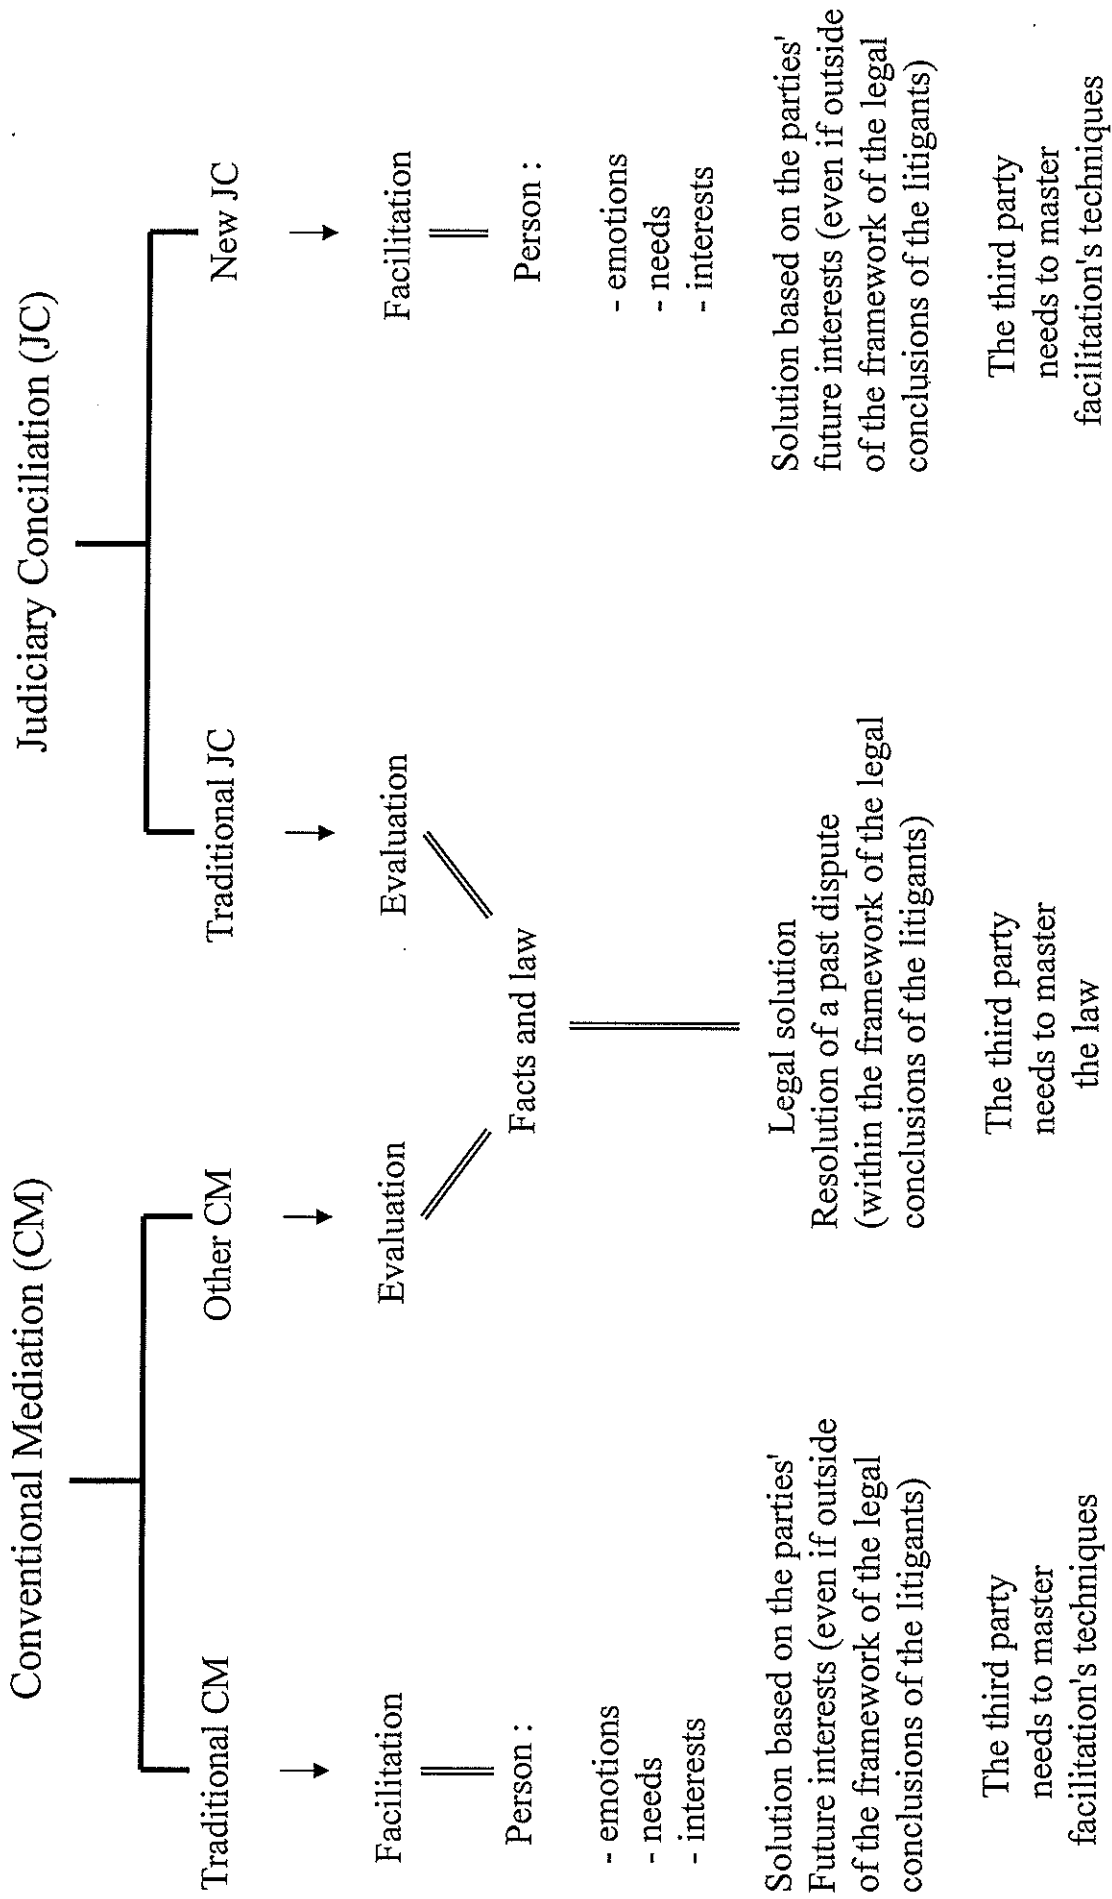 Conventional Mediation (CM)
Traditional CM
Facilitation
Person :
- emotions
- needs
- interests
Solution based on the parties'
Future interests (even if outside
of the framework of the legal
conclusions of the litigants)
The third party
needs to master
facilitation's techniques
Other CM
Evaluation
Judiciary Conciliation (JC)
Traditional JC
Evaluation
Facts and law
Legal solution
Resolution of a past dispute
(within the framework of the legal
conclusions of the litigants)
The third party
needs to master
the law
New JC
Facilitation
Person :
- emotions
- needs
- interests
Solution based on the parties'
future interests (even if outside
of the framework of the legal
conclusions of the litigants)
The third party
needs to master
facilitation's techniques